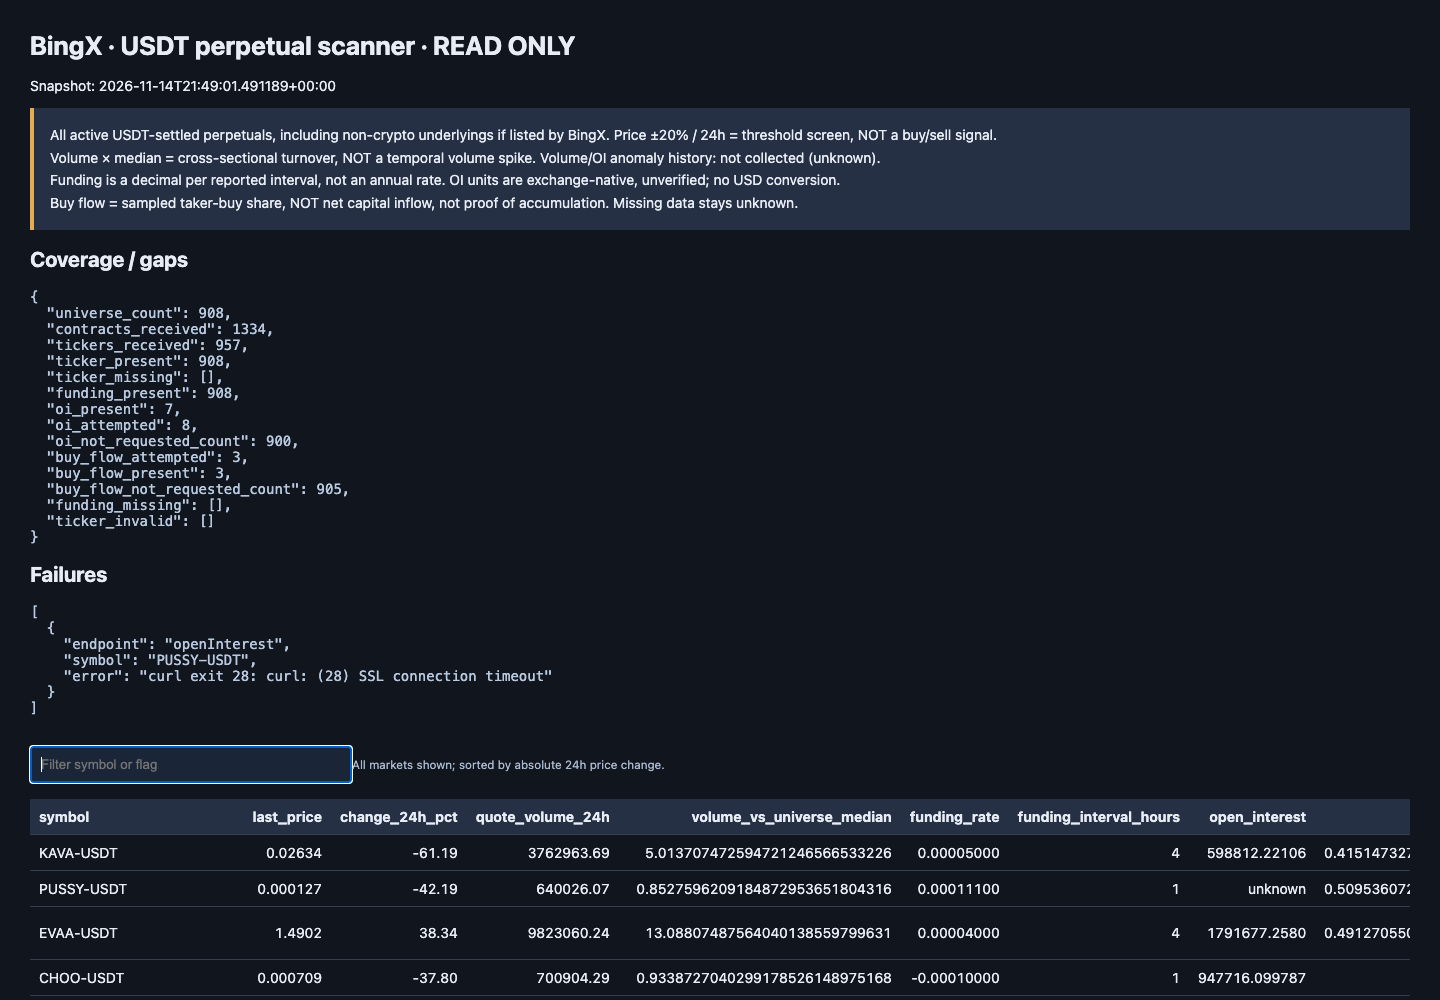 BingX · USDT perpetual scanner · READ ONLY
Snapshot: 2026-11-14T21:49:01.491189+00:00
All active USDT-settled perpetuals, including non-crypto underlyings if listed by BingX. Price ±20% / 24h = threshold screen, NOT a buy/sell signal.
Volume × median = cross-sectional turnover, NOT a temporal volume spike. Volume/OI anomaly history: not collected (unknown).
Funding is a decimal per reported interval, not an annual rate. OI units are exchange-native, unverified; no USD conversion.
Buy flow = sampled taker-buy share, NOT net capital inflow, not proof of accumulation. Missing data stays unknown.
Coverage / gaps
{
"universe_count": 908,
"contracts_received": 1334,
"tickers_received": 957,
"ticker_present": 908,
"ticker_missing": [],
"funding_present": 908,
"oi_present": 7,
"oi_attempted": 8,
"oi_not_requested_count": 900,
"buy_flow_attempted": 3,
"buy_flow_present": 3,
"buy_flow_not_requested_count": 905,
"funding_missing": [],
"ticker_invalid": []
}
Failures
[
{
"endpoint": "openInterest",
"symbol": "PUSSY-USDT",
"error": "curl exit 28: curl: (28) SSL connection timeout"
}
]
Filter symbol or flag All markets shown; sorted by absolute 24h price change.
symbol last_price change_24h_pct quote_volume_24h volume_vs_universe_median funding_rate funding_interval_hours open_interest
KAVA-USDT 0.02634 -61.19 3762963.69 5.013707472594721246566533226 0.00005000 4 598812.22106 0.415147327
PUSSY-USDT 0.000127 -42.19 640026.07 0.8527596209184872953651804316 0.00011100 1 unknown 0.509536072
EVAA-USDT 1.4902 38.34 9823060.24 13.08807487564040138559799631 0.00004000 4 1791677.2580 0.491270550
CHOO-USDT 0.000709 -37.80 700904.29 0.9338727040299178526148975168 -0.00010000 1 947716.099787